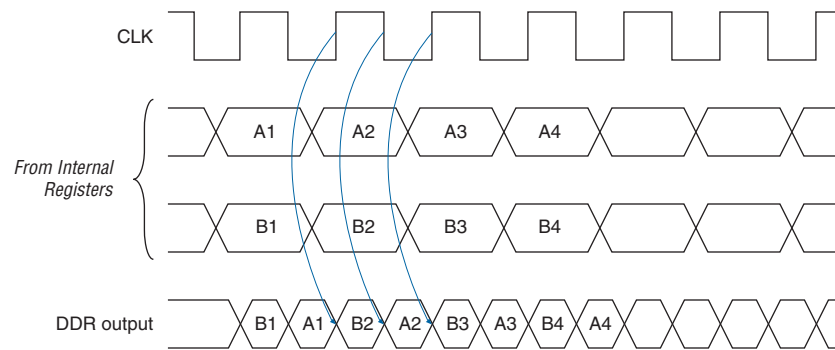 CLK
A1 A2 A3 A4
From Internal
Registers
B1 B2 B3 B4
DDR output B1 A1 B2 A2 B3 A3 B4 A4